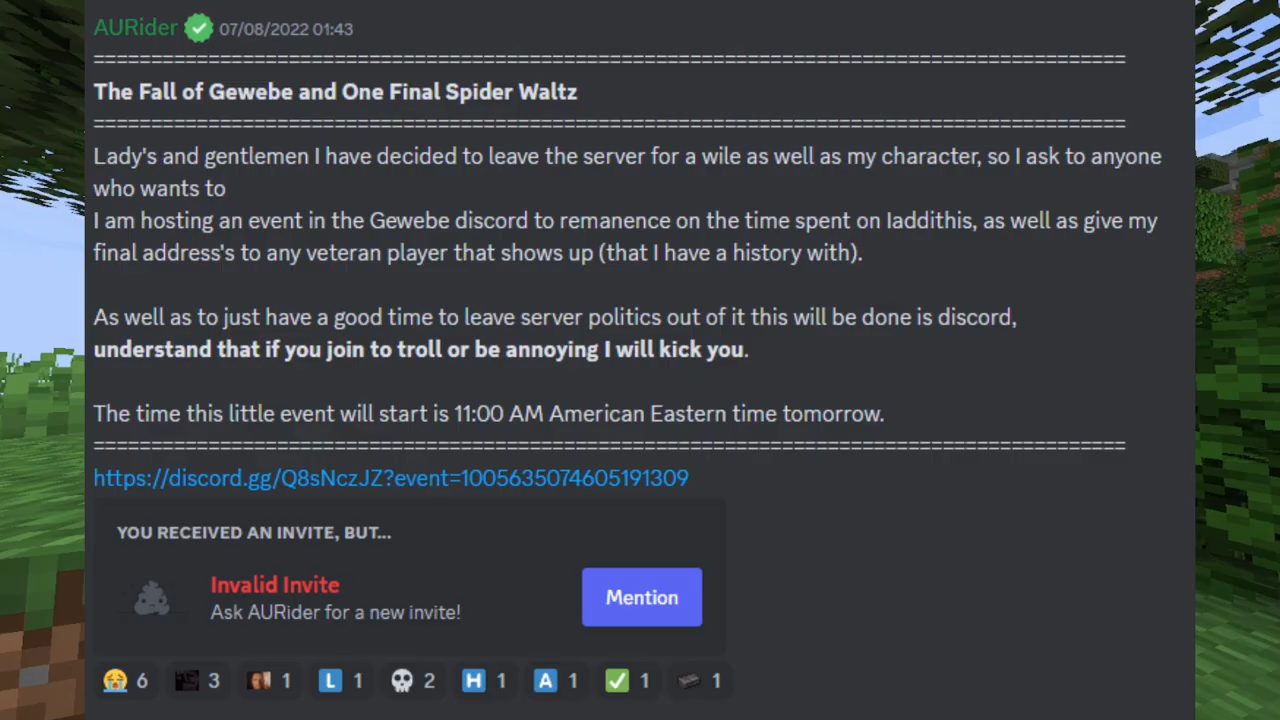 AURider 07/08/2022 01:43
==========================================================================
The Fall of Gewebe and One Final Spider Waltz
==========================================================================
Lady's and gentlemen I have decided to leave the server for a wile as well as my character, so I ask to anyone
who wants to
I am hosting an event in the Gewebe discord to remanence on the time spent on Iaddithis, as well as give my
final address's to any veteran player that shows up (that I have a history with).
As well as to just have a good time to leave server politics out of it this will be done is discord,
understand that if you join to troll or be annoying I will kick you.
The time this little event will start is 11:00 AM American Eastern time tomorrow.
==========================================================================
https://discord.gg/Q8sNczJZ?event=1005635074605191309
YOU RECEIVED AN INVITE, BUT...
Invalid Invite
Ask AURider for a new invite!
Mention
6 3 1 L 1 2 H 1 A 1 1 1